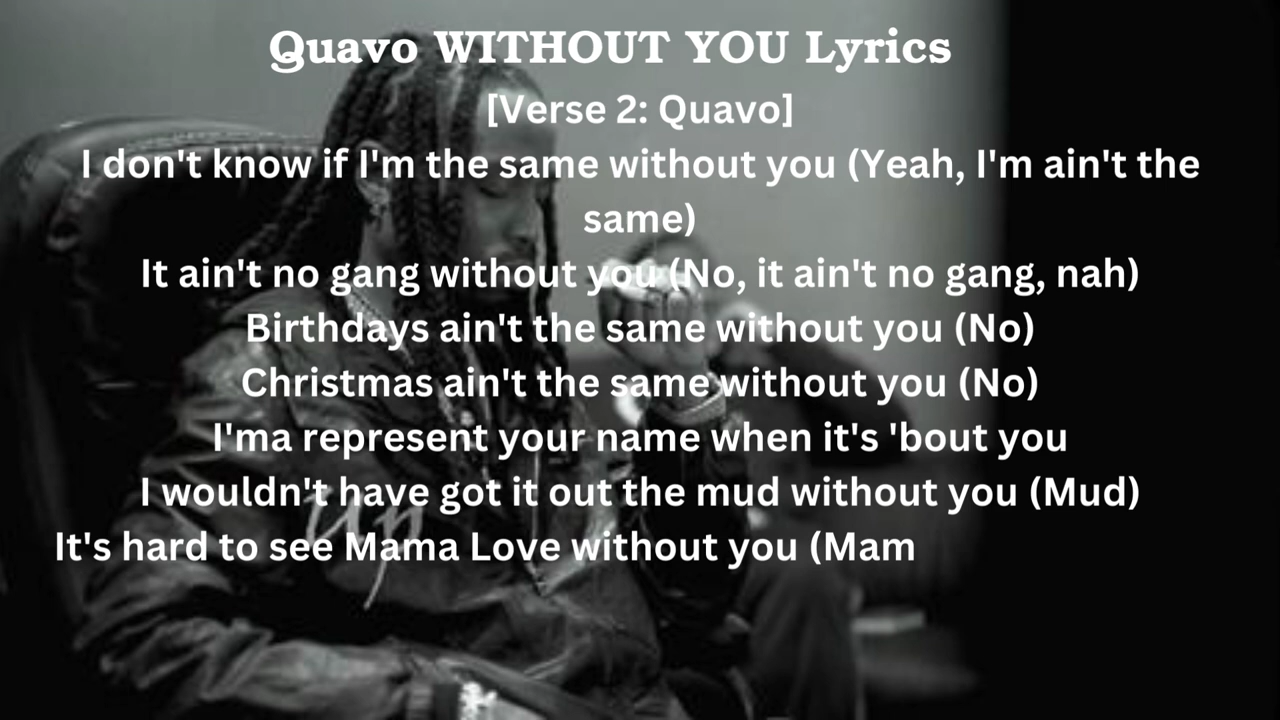 Quavo WITHOUT YOU Lyrics
[Verse 2: Quavo]
I don't know if I'm the same without you (Yeah, I'm ain't the
same)
It ain't no gang without you (No, it ain't no gang, nah)
Birthdays ain't the same without you (No)
Christmas ain't the same without you (No)
I'ma represent your name when it's 'bout you
I wouldn't have got it out the mud without you (Mud)
It's hard to see Mama Love without you (Mam
Up